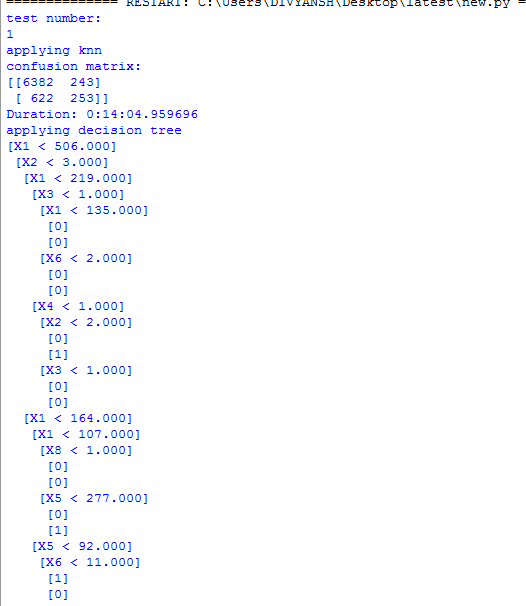 ============== RESTART: C:\Users\DIVYANSH\Desktop\latest\new.py =
test number:
1
applying knn
confusion matrix:
[[6382  243]
 [ 622  253]]
Duration: 0:14:04.959696
applying decision tree
[X1 < 506.000]
 [X2 < 3.000]
  [X1 < 219.000]
   [X3 < 1.000]
    [X1 < 135.000]
     [0]
     [0]
    [X6 < 2.000]
     [0]
     [0]
   [X4 < 1.000]
    [X2 < 2.000]
     [0]
     [1]
    [X3 < 1.000]
     [0]
     [0]
  [X1 < 164.000]
   [X1 < 107.000]
    [X8 < 1.000]
     [0]
     [0]
    [X5 < 277.000]
     [0]
     [1]
   [X5 < 92.000]
    [X6 < 11.000]
     [1]
     [0]